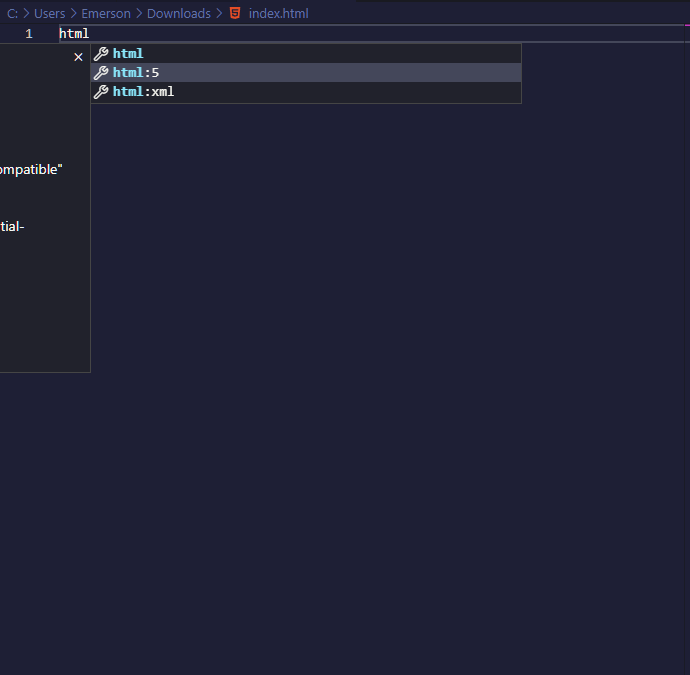 C: > Users > Emerson > Downloads > index.html
1 html
html
html:5
html:xml
ompatible"
tial-